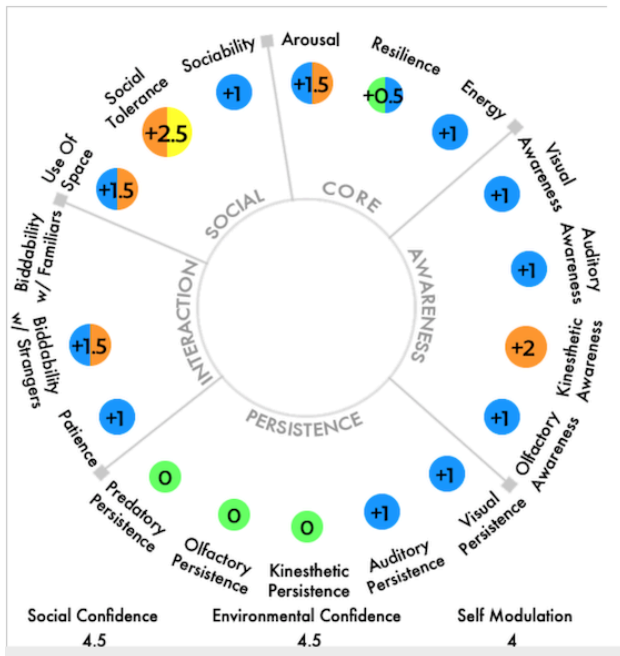 Arousal
+1.5
Resilience
+0.5
Energy
+1
Visual
Awareness
+1
Auditory
Awareness
+1
Kinesthetic
Awareness
+2
Olfactory
Awareness
+1
Visual
Persistence
+1
Auditory
Persistence
+1
Kinesthetic
Persistence
0
Olfactory
Persistence
0
Predatory
Persistence
0
Patience
+1
Biddability
w/ Strangers
+1.5
Biddability
w/ Familiars
Use Of
Space
+1.5
Social
Tolerance
+2.5
Sociability
+1
SOCIAL
CORE
AWARENESS
PERSISTENCE
INTERACTION
Social Confidence
4.5
Environmental Confidence
4.5
Self Modulation
4